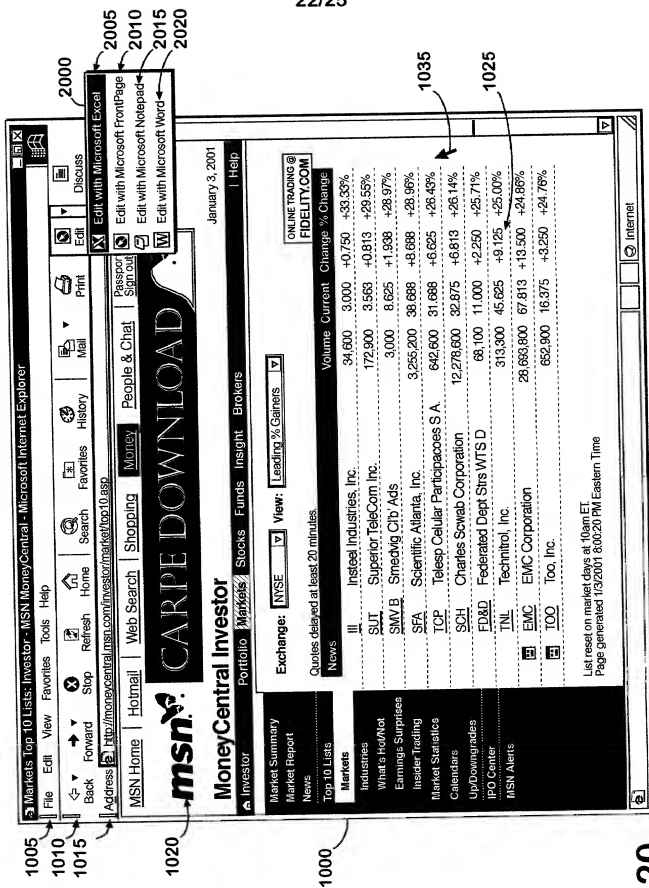 22/25
2000
2005
2010
2015
2020
Markets Top 10 Lists: Investor - MSN MoneyCentral - Microsoft Internet Explorer
1005
File Edit View Favorites Tools Help
1010
Back Forward Stop Refresh Home Search Favorites History Mail Print Edit Discuss
1015
Address http://moneycentral.msn.com/investor/market/top10.asp
Edit with Microsoft Excel
Edit with Microsoft FrontPage
Edit with Microsoft Notepad
Edit with Microsoft Word
MSN Home Hotmail Web Search Shopping Money People & Chat Passport Sign out
1020
msn CARPE DOWNLOAD
MoneyCentral Investor
January 3, 2001
Investor Portfolio Markets Stocks Funds Insight Brokers Help
Market Summary
Market Report
News
Top 10 Lists
Markets
Industries
What's Hot/Not
Earnings Surprises
Insider Trading
Market Statistics
Calendars
Up/Downgrades
IPO Center
MSN Alerts
Exchange: NYSE View: Leading % Gainers
ONLINE TRADING @
FIDELITY.COM
Quotes delayed at least 20 minutes.
News Volume Current Change % Change
III Insteel Industries, Inc. 34,600 3.000 +0.750 +33.33%
SUT Superior TeleCom Inc. 172,900 3.563 +0.813 +29.55%
SMV B Smedvig Clb' Ads 3,000 8.625 +1.938 +28.97%
SFA Scientific Atlanta, Inc. 3,255,200 38.688 +8.688 +28.96%
TCP Telesp Celular Participacoes S A. 642,600 31.688 +6.625 +26.43%
SCH Charles Scwab Corporation 12,278,600 32.875 +6.813 +26.14%
FD&D Federated Dept Strs WTS D 68,100 11.000 +2.250 +25.71%
TNL Technitrol, Inc. 313,300 45.625 +9.125 +25.00%
EMC EMC Corporation 28,693,800 67.813 +13.500 +24.86%
TOO Too, Inc. 652,900 16.375 +3.250 +24.76%
1035
1025
List reset on market days at 10am ET.
Page generated 1/3/2001 8:00:20 PM Eastern Time
Internet
1000
20